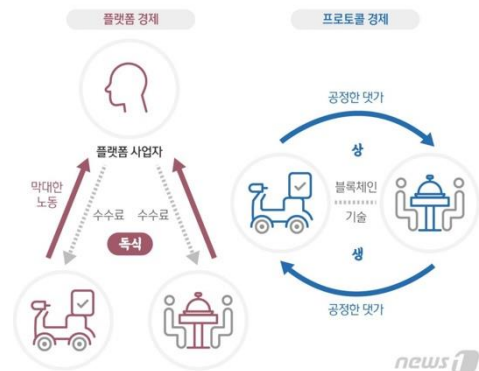 플랫폼 경제
플랫폼 사업자
막대한
노동
수수료 수수료
독식
프로토콜 경제
공정한 댓가
상
블록체인
기술
생
공정한 댓가
news1